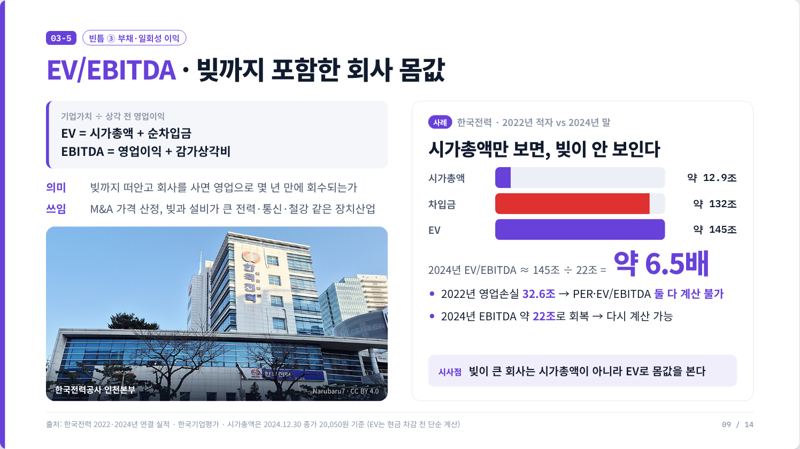 03-5 빈틈 ③ 부채·일회성 이익
EV/EBITDA · 빚까지 포함한 회사 몸값
기업가치 ÷ 상각 전 영업이익
EV = 시가총액 + 순차입금
EBITDA = 영업이익 + 감가상각비
의미 빚까지 떠안고 회사를 사면 영업으로 몇 년 만에 회수되는가
쓰임 M&A 가격 산정, 빚과 설비가 큰 전력·통신·철강 같은 장치산업
한국전력
한국전력공사 인천본부
Narubaru7 · CC BY 4.0
사례 한국전력 · 2022년 적자 vs 2024년 말
시가총액만 보면, 빚이 안 보인다
시가총액 약 12.9조
차입금 약 132조
EV 약 145조
2024년 EV/EBITDA ≈ 145조 ÷ 22조 = 약 6.5배
• 2022년 영업손실 32.6조 → PER·EV/EBITDA 둘 다 계산 불가
• 2024년 EBITDA 약 22조로 회복 → 다시 계산 가능
시사점 빚이 큰 회사는 시가총액이 아니라 EV로 몸값을 본다
출처: 한국전력 2022·2024년 연결 실적 · 한국기업평가 · 시가총액은 2024.12.30 종가 20,050원 기준 (EV는 현금 차감 전 단순 계산)
09 / 14